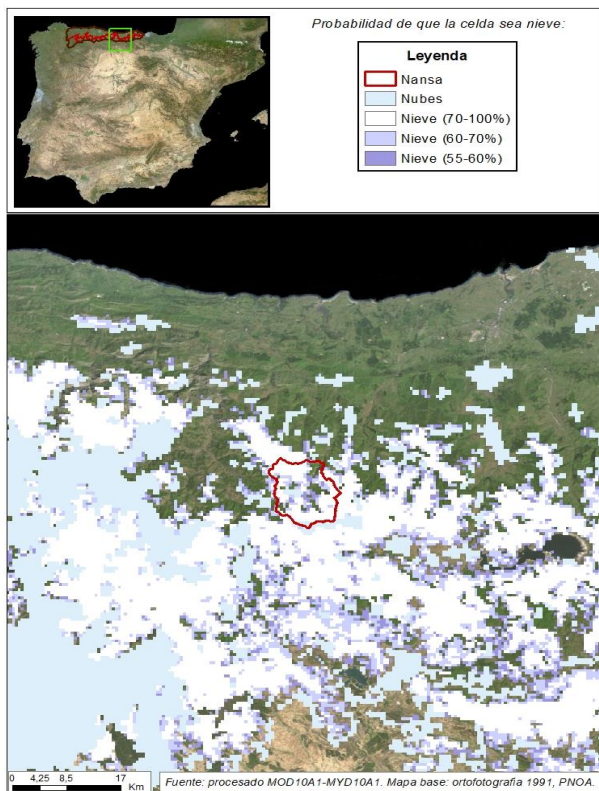 Probabilidad de que la celda sea nieve:
Leyenda
Nansa
Nubes
Nieve (70-100%)
Nieve (60-70%)
Nieve (55-60%)
0 4,25 8,5 17
Km
Fuente: procesado MOD10A1-MYD10A1. Mapa base: ortofotografia 1991, PNOA.